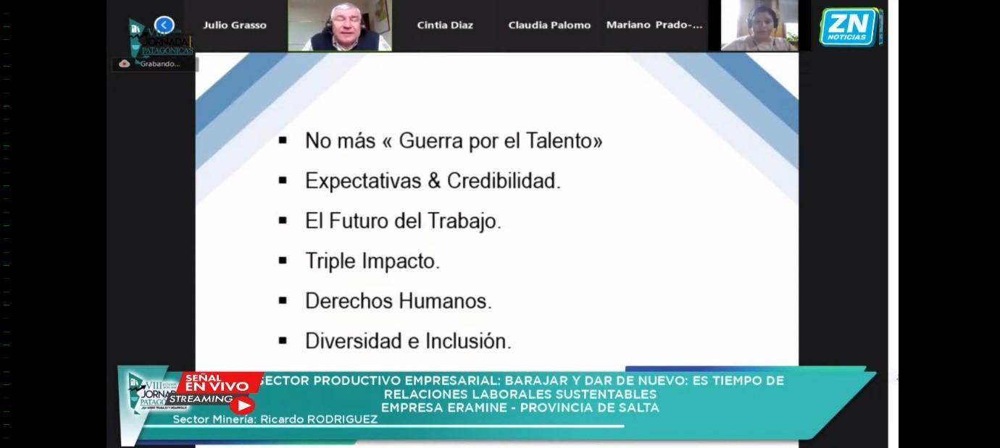 Julio Grasso
Cintia Diaz
Claudia Palomo
Mariano Prado-...
ZN
NOTICIAS
VIII
JORNADAS
PATAGÓNICAS
Grabando...
▪ No más « Guerra por el Talento»
▪ Expectativas & Credibilidad.
▪ El Futuro del Trabajo.
▪ Triple Impacto.
▪ Derechos Humanos.
▪ Diversidad e Inclusión.
SEÑAL
EN VIVO
STREAMING
VIII
JORNA
PATAGÓ
SECTOR PRODUCTIVO EMPRESARIAL: BARAJAR Y DAR DE NUEVO: ES TIEMPO DE
RELACIONES LABORALES SUSTENTABLES
EMPRESA ERAMINE - PROVINCIA DE SALTA
Sector Minería: Ricardo RODRIGUEZ